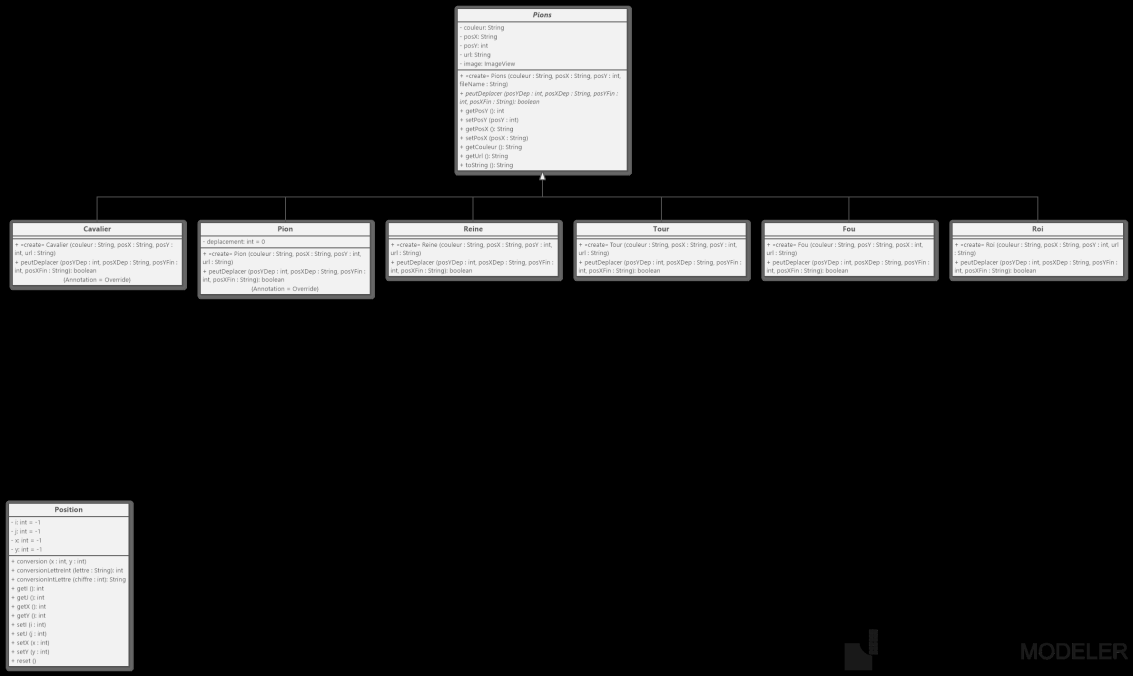 Pions
- couleur: String
- posX: String
- posY: int
- url: String
- image: ImageView
+ «create» Pions (couleur : String, posX : String, posY : int,
fileName : String)
+ peutDeplacer (posYDep : int, posXDep : String, posYFin :
int, posXFin : String): boolean
+ getPosY (): int
+ setPosY (posY : int)
+ getPosX (): String
+ setPosX (posX : String)
+ getCouleur (): String
+ getUrl (): String
+ toString (): String
Cavalier
+ «create» Cavalier (couleur : String, posX : String, posY :
int, url : String)
+ peutDeplacer (posYDep : int, posXDep : String, posYFin :
int, posXFin : String): boolean
{Annotation = Override}
Pion
- deplacement: int = 0
+ «create» Pion (couleur : String, posX : String, posY : int,
url : String)
+ peutDeplacer (posYDep : int, posXDep : String, posYFin :
int, posXFin : String): boolean
{Annotation = Override}
Reine
+ «create» Reine (couleur : String, posX : String, posY : int,
url : String)
+ peutDeplacer (posYDep : int, posXDep : String, posYFin :
int, posXFin : String): boolean
Tour
+ «create» Tour (couleur : String, posX : String, posY : int,
url : String)
+ peutDeplacer (posYDep : int, posXDep : String, posYFin :
int, posXFin : String): boolean
Fou
+ «create» Fou (couleur : String, posY : String, posX : int,
url : String)
+ peutDeplacer (posYDep : int, posXDep : String, posYFin :
int, posXFin : String): boolean
Roi
+ «create» Roi (couleur : String, posX : String, posY : int, url
: String)
+ peutDeplacer (posYDep : int, posXDep : String, posYFin :
int, posXFin : String): boolean
Position
- i: int = -1
- j: int = -1
- x: int = -1
- y: int = -1
+ conversion (x : int, y : int)
+ conversionLettreInt (lettre : String): int
+ conversionIntLettre (chiffre : int): String
+ getI (): int
+ getJ (): int
+ getX (): int
+ getY (): int
+ setI (i : int)
+ setJ (j : int)
+ setX (x : int)
+ setY (y : int)
+ reset ()
MODELER